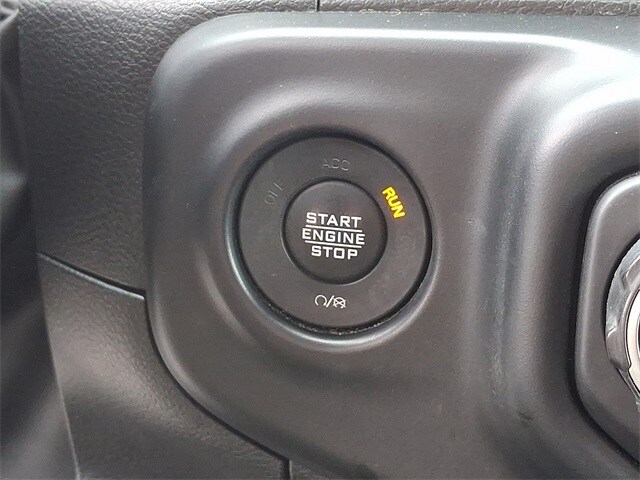 OFF
ACC
RUN
START
ENGINE
STOP